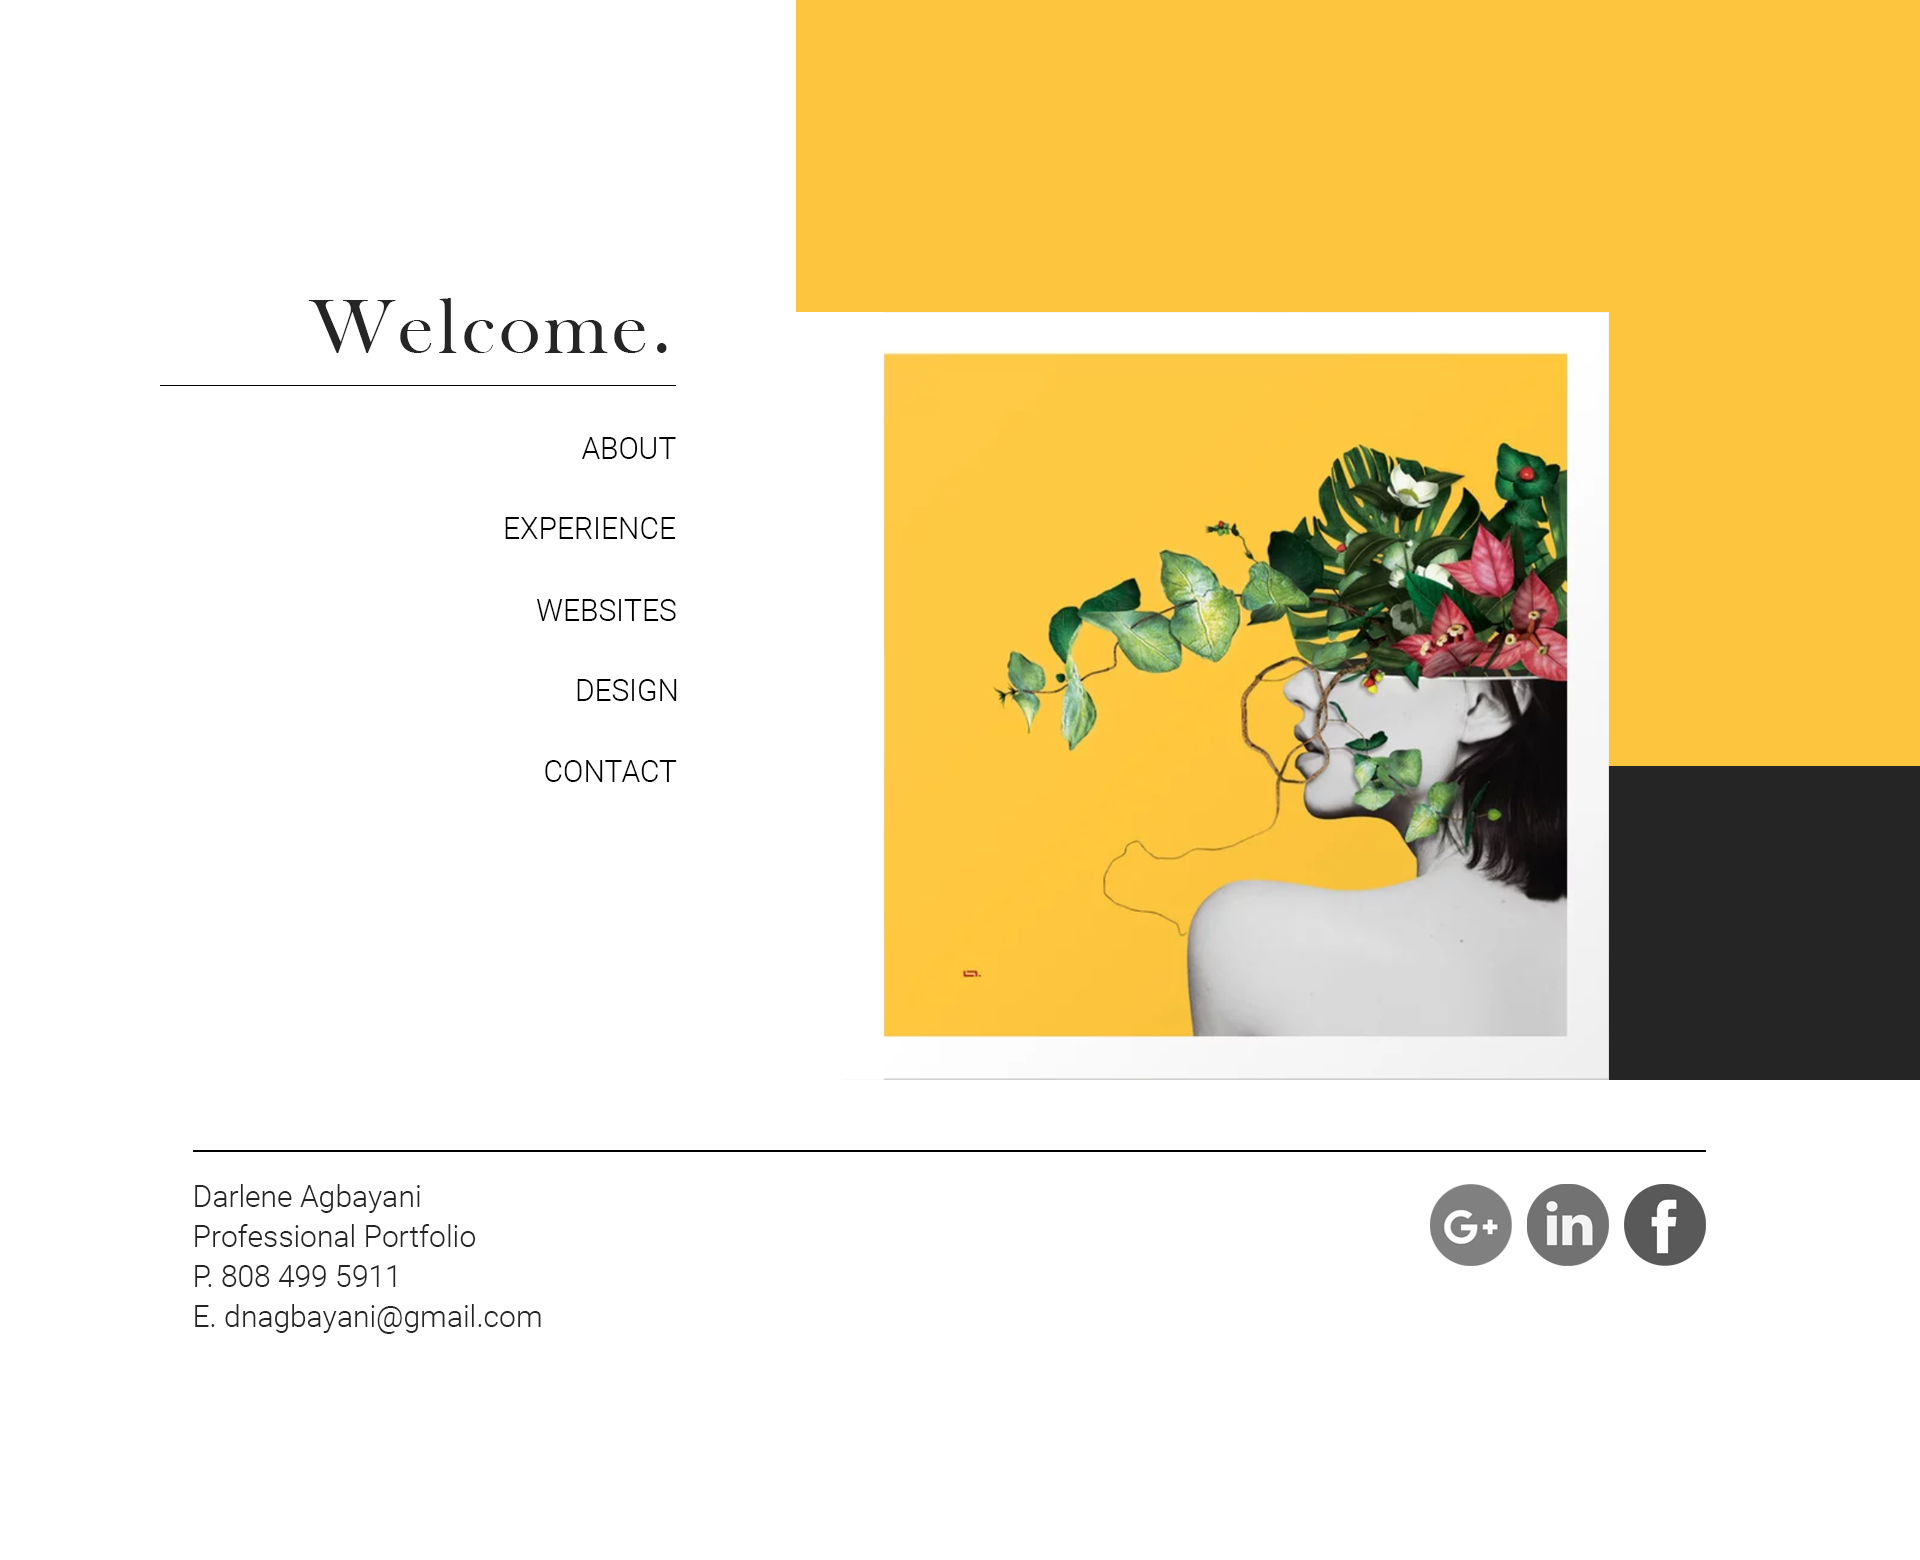 Welcome.
ABOUT
EXPERIENCE
WEBSITES
DESIGN
CONTACT
Darlene Agbayani
Professional Portfolio
P. 808 499 5911
E. dnagbayani@gmail.com
G+
in
f